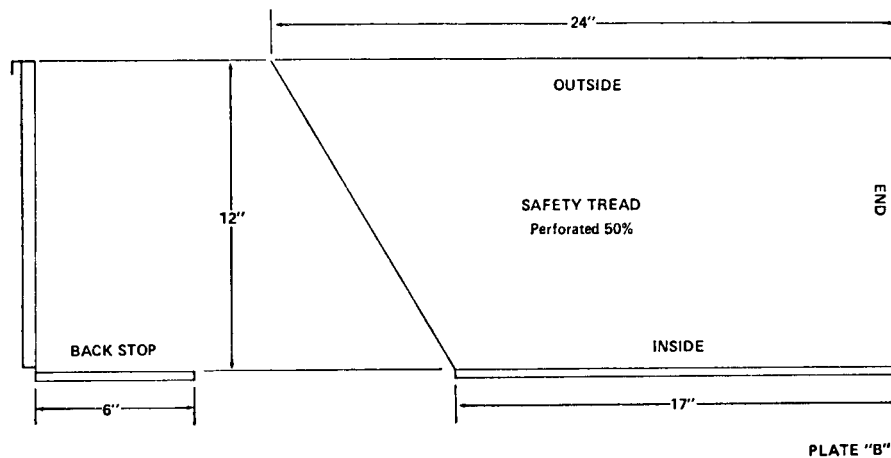 24"
OUTSIDE
END
12"
SAFETY TREAD
Perforated 50%
BACK STOP
INSIDE
6"
17"
PLATE "B"